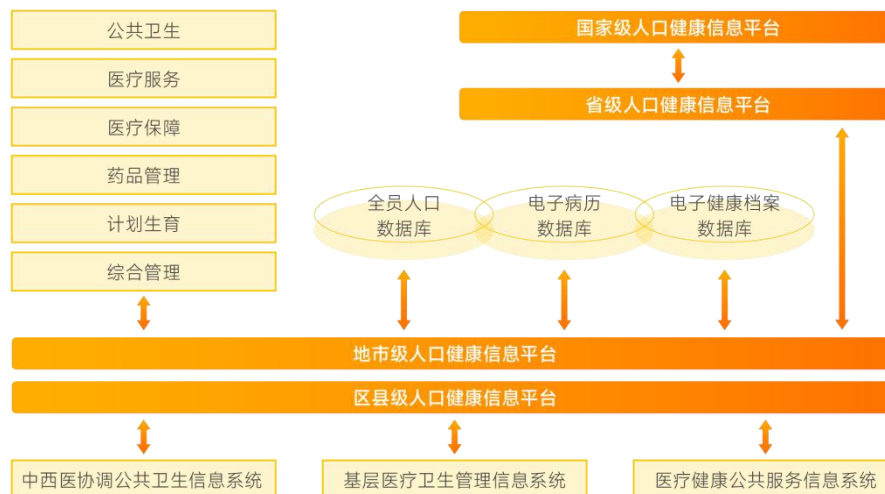 公共卫生
医疗服务
医疗保障
药品管理
计划生育
综合管理
国家级人口健康信息平台
省级人口健康信息平台
全员人口
数据库
电子病历
数据库
电子健康档案
数据库
地市级人口健康信息平台
区县级人口健康信息平台
中西医协调公共卫生信息系统
基层医疗卫生管理信息系统
医疗健康公共服务信息系统